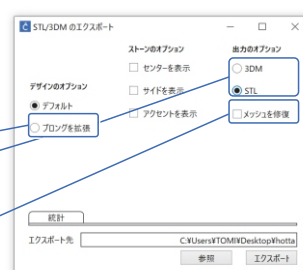 STL/3DM のエクスポート
ストーンのオプション
出力のオプション
センターを表示
3DM
デザインのオプション
サイドを表示
STL
デフォルト
アクセントを表示
メッシュを修復
プロングを拡張
統計
エクスポート先
C:¥Users¥TOMI¥Desktop¥hotta
参照
エクスポート